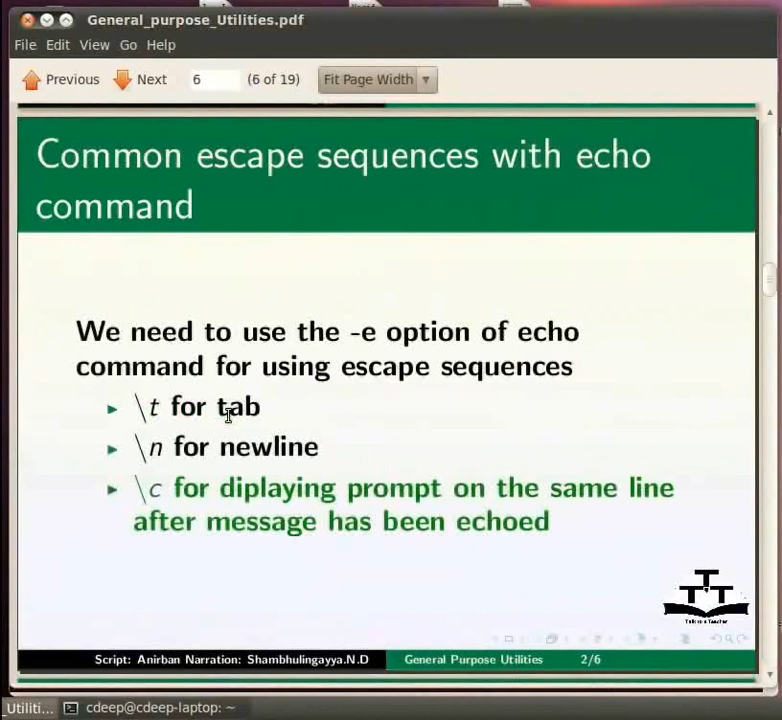 General_purpose_Utilities.pdf
File Edit View Go Help
Previous Next 6 (6 of 19) Fit Page Width
Common escape sequences with echo
command
We need to use the -e option of echo
command for using escape sequences
\t for tab
\n for newline
\c for diplaying prompt on the same line
after message has been echoed
Script: Anirban Narration: Shambhulingayya.N.D General Purpose Utilities 2/6
Utiliti... cdeep@cdeep-laptop: ~